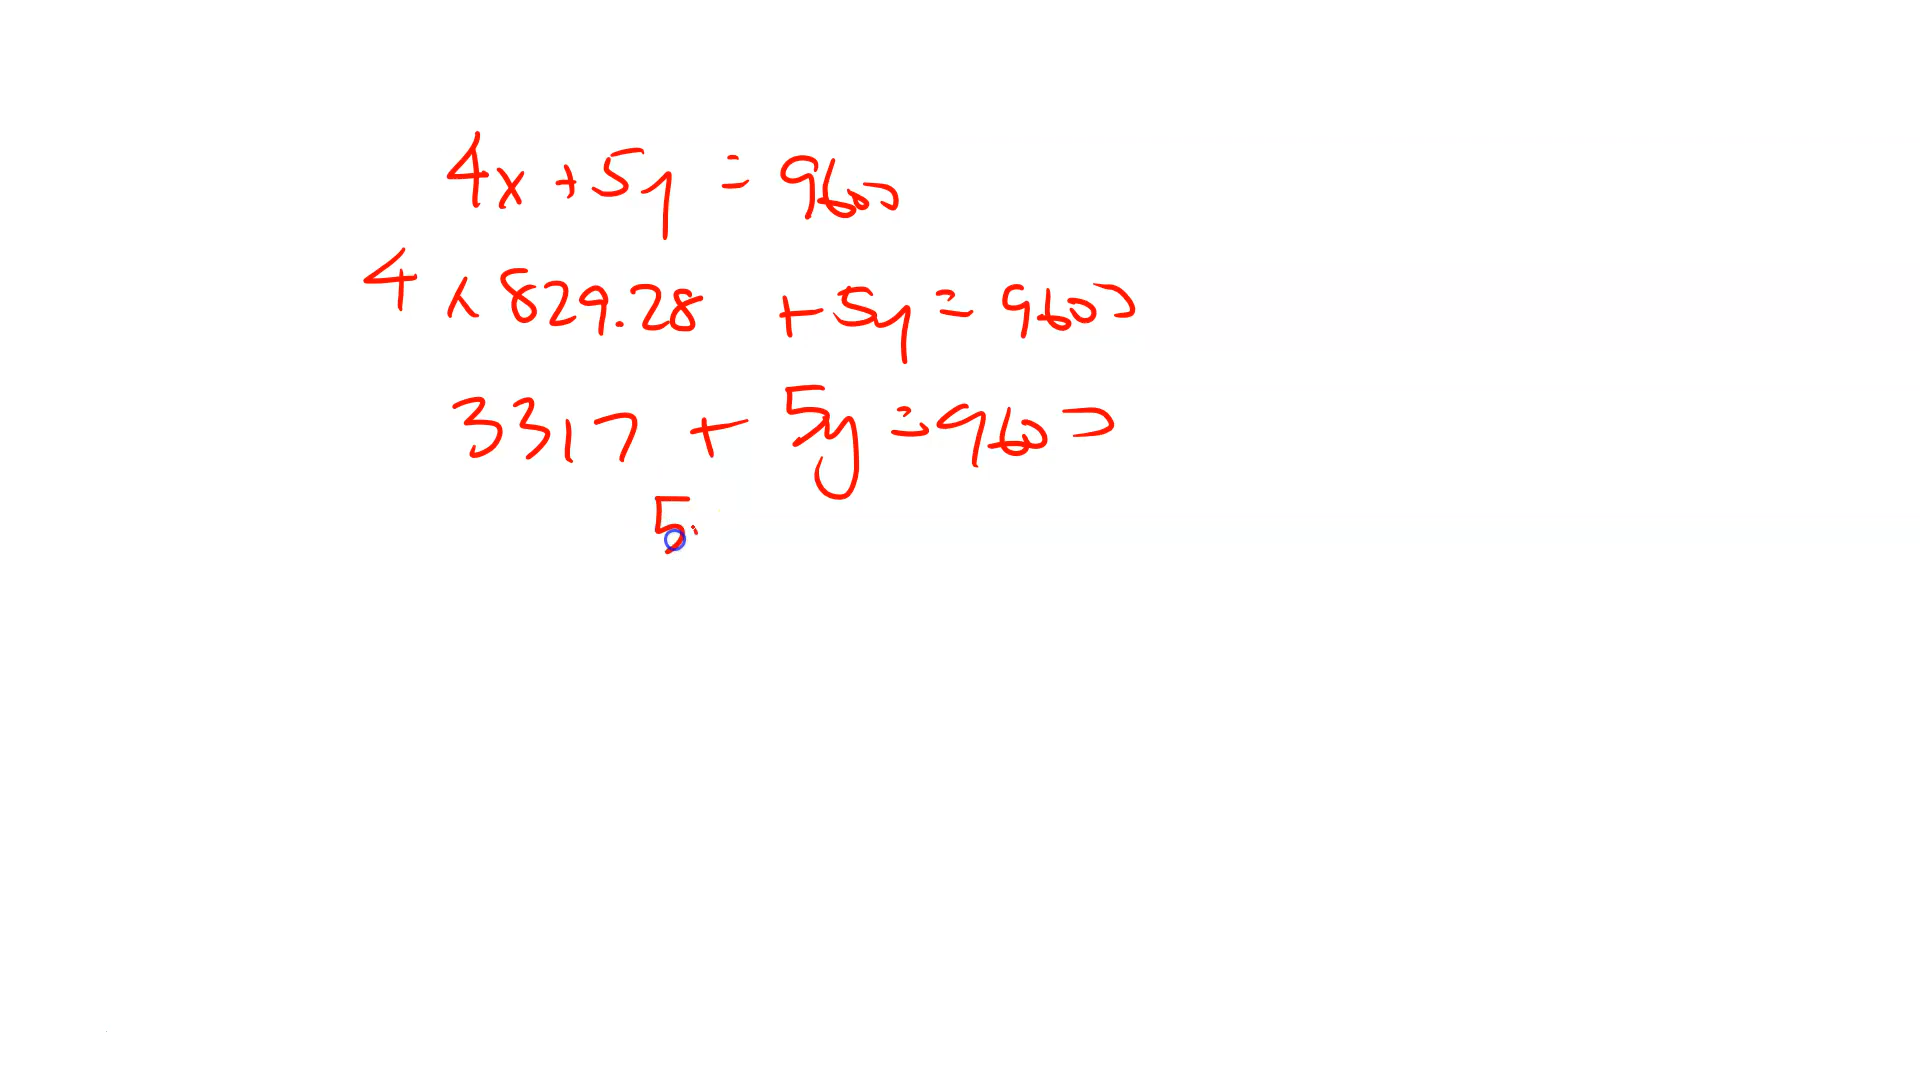 4x + 5y = 9600
4 x 829.28 + 5y = 9600
3317 + 5y = 9600
5